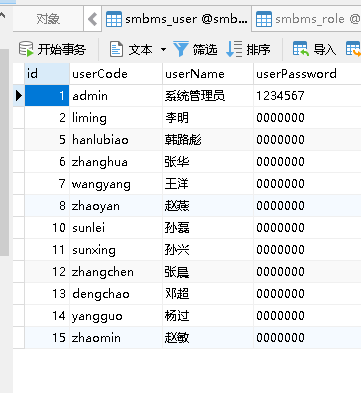 对象 smbms_user @smb... smbms_role @
开始事务 文本 筛选 排序 导入
id userCode userName userPassword
1 admin 系统管理员 1234567
2 liming 李明 0000000
5 hanlubiao 韩路彪 0000000
6 zhanghua 张华 0000000
7 wangyang 王洋 0000000
8 zhaoyan 赵燕 0000000
10 sunlei 孙磊 0000000
11 sunxing 孙兴 0000000
12 zhangchen 张晨 0000000
13 dengchao 邓超 0000000
14 yangguo 杨过 0000000
15 zhaomin 赵敏 0000000